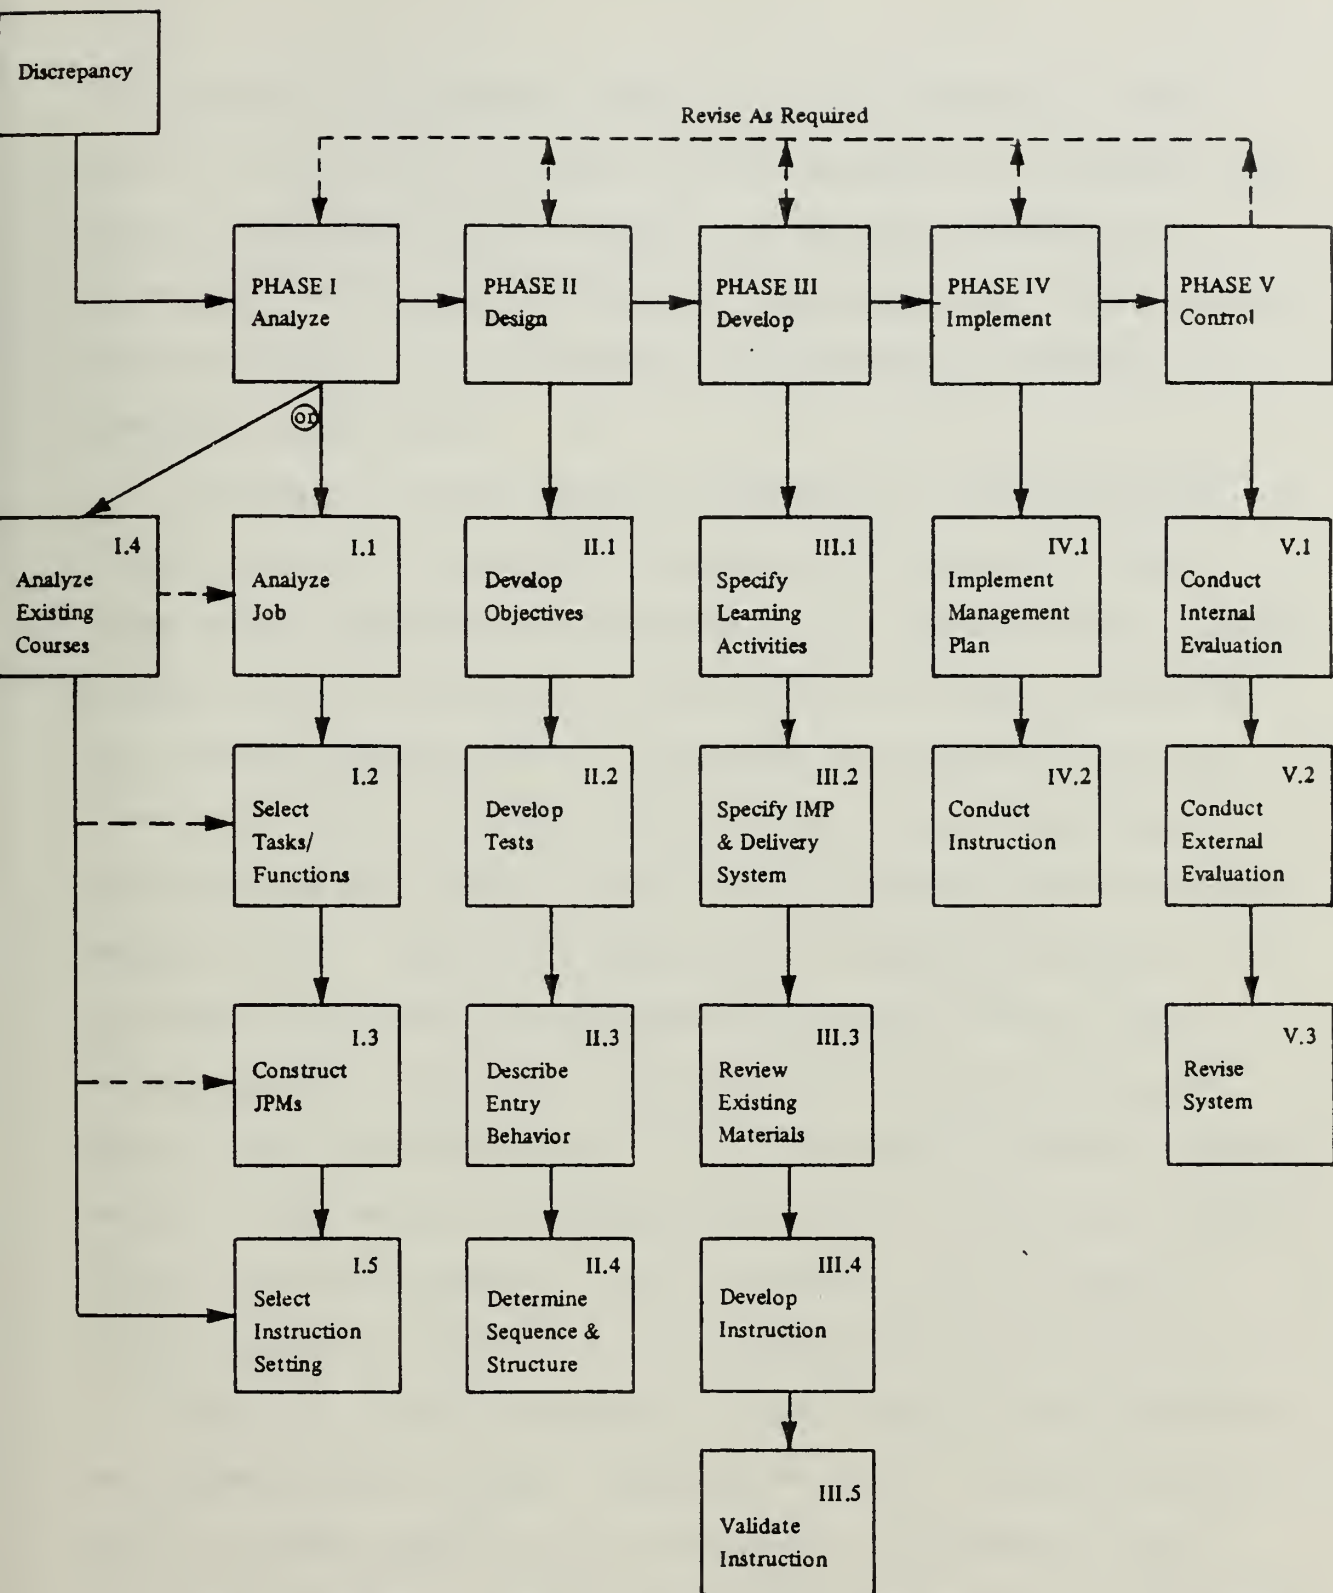 Discrepancy
Revise As Required
PHASE I
Analyze
PHASE II
Design
PHASE III
Develop
PHASE IV
Implement
PHASE V
Control
or
I.4
Analyze
Existing
Courses
I.1
Analyze
Job
II.1
Develop
Objectives
III.1
Specify
Learning
Activities
IV.1
Implement
Management
Plan
V.1
Conduct
Internal
Evaluation
I.2
Select
Tasks/
Functions
II.2
Develop
Tests
III.2
Specify IMP
& Delivery
System
IV.2
Conduct
Instruction
V.2
Conduct
External
Evaluation
I.3
Construct
JPMs
II.3
Describe
Entry
Behavior
III.3
Review
Existing
Materials
V.3
Revise
System
I.5
Select
Instruction
Setting
II.4
Determine
Sequence &
Structure
III.4
Develop
Instruction
III.5
Validate
Instruction